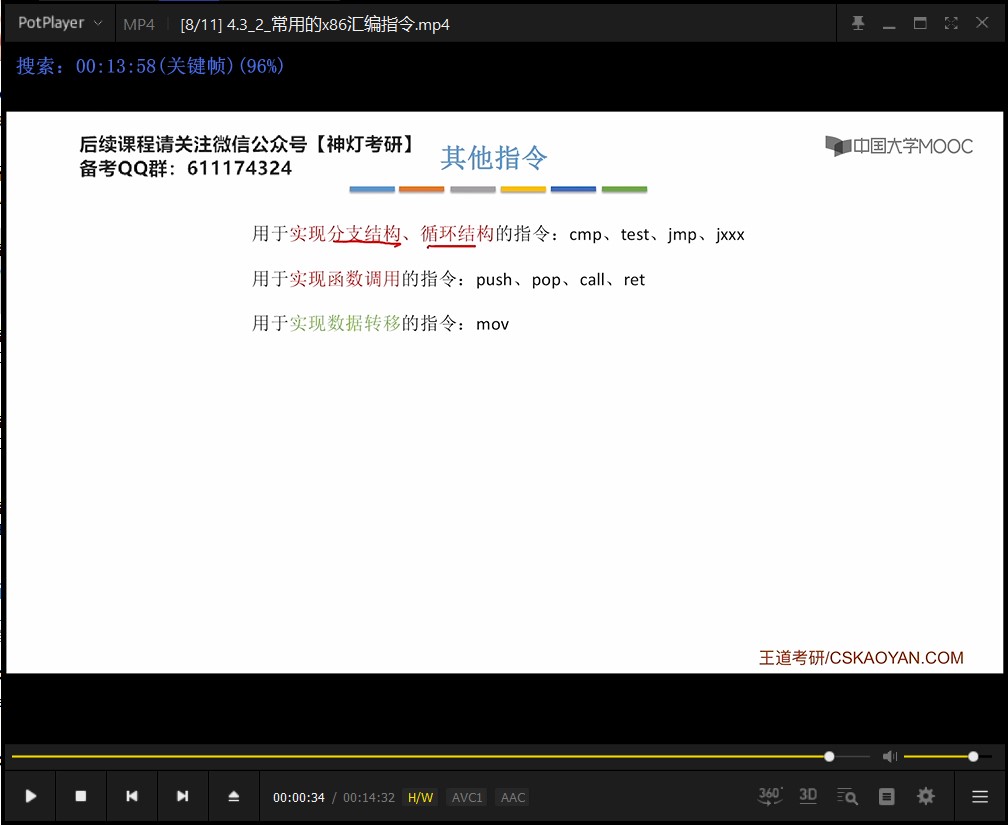 PotPlayer MP4 [8/11] 4.3_2_常用的x86汇编指令.mp4
搜索：00:13:58(关键帧)(96%)
后续课程请关注微信公众号【神灯考研】
备考QQ群：611174324
其他指令
中国大学MOOC
用于实现分支结构、循环结构的指令：cmp、test、jmp、jxxx
用于实现函数调用的指令：push、pop、call、ret
用于实现数据转移的指令：mov
王道考研/CSKAOYAN.COM
00:00:34 / 00:14:32 H/W AVC1 AAC 360° 3D